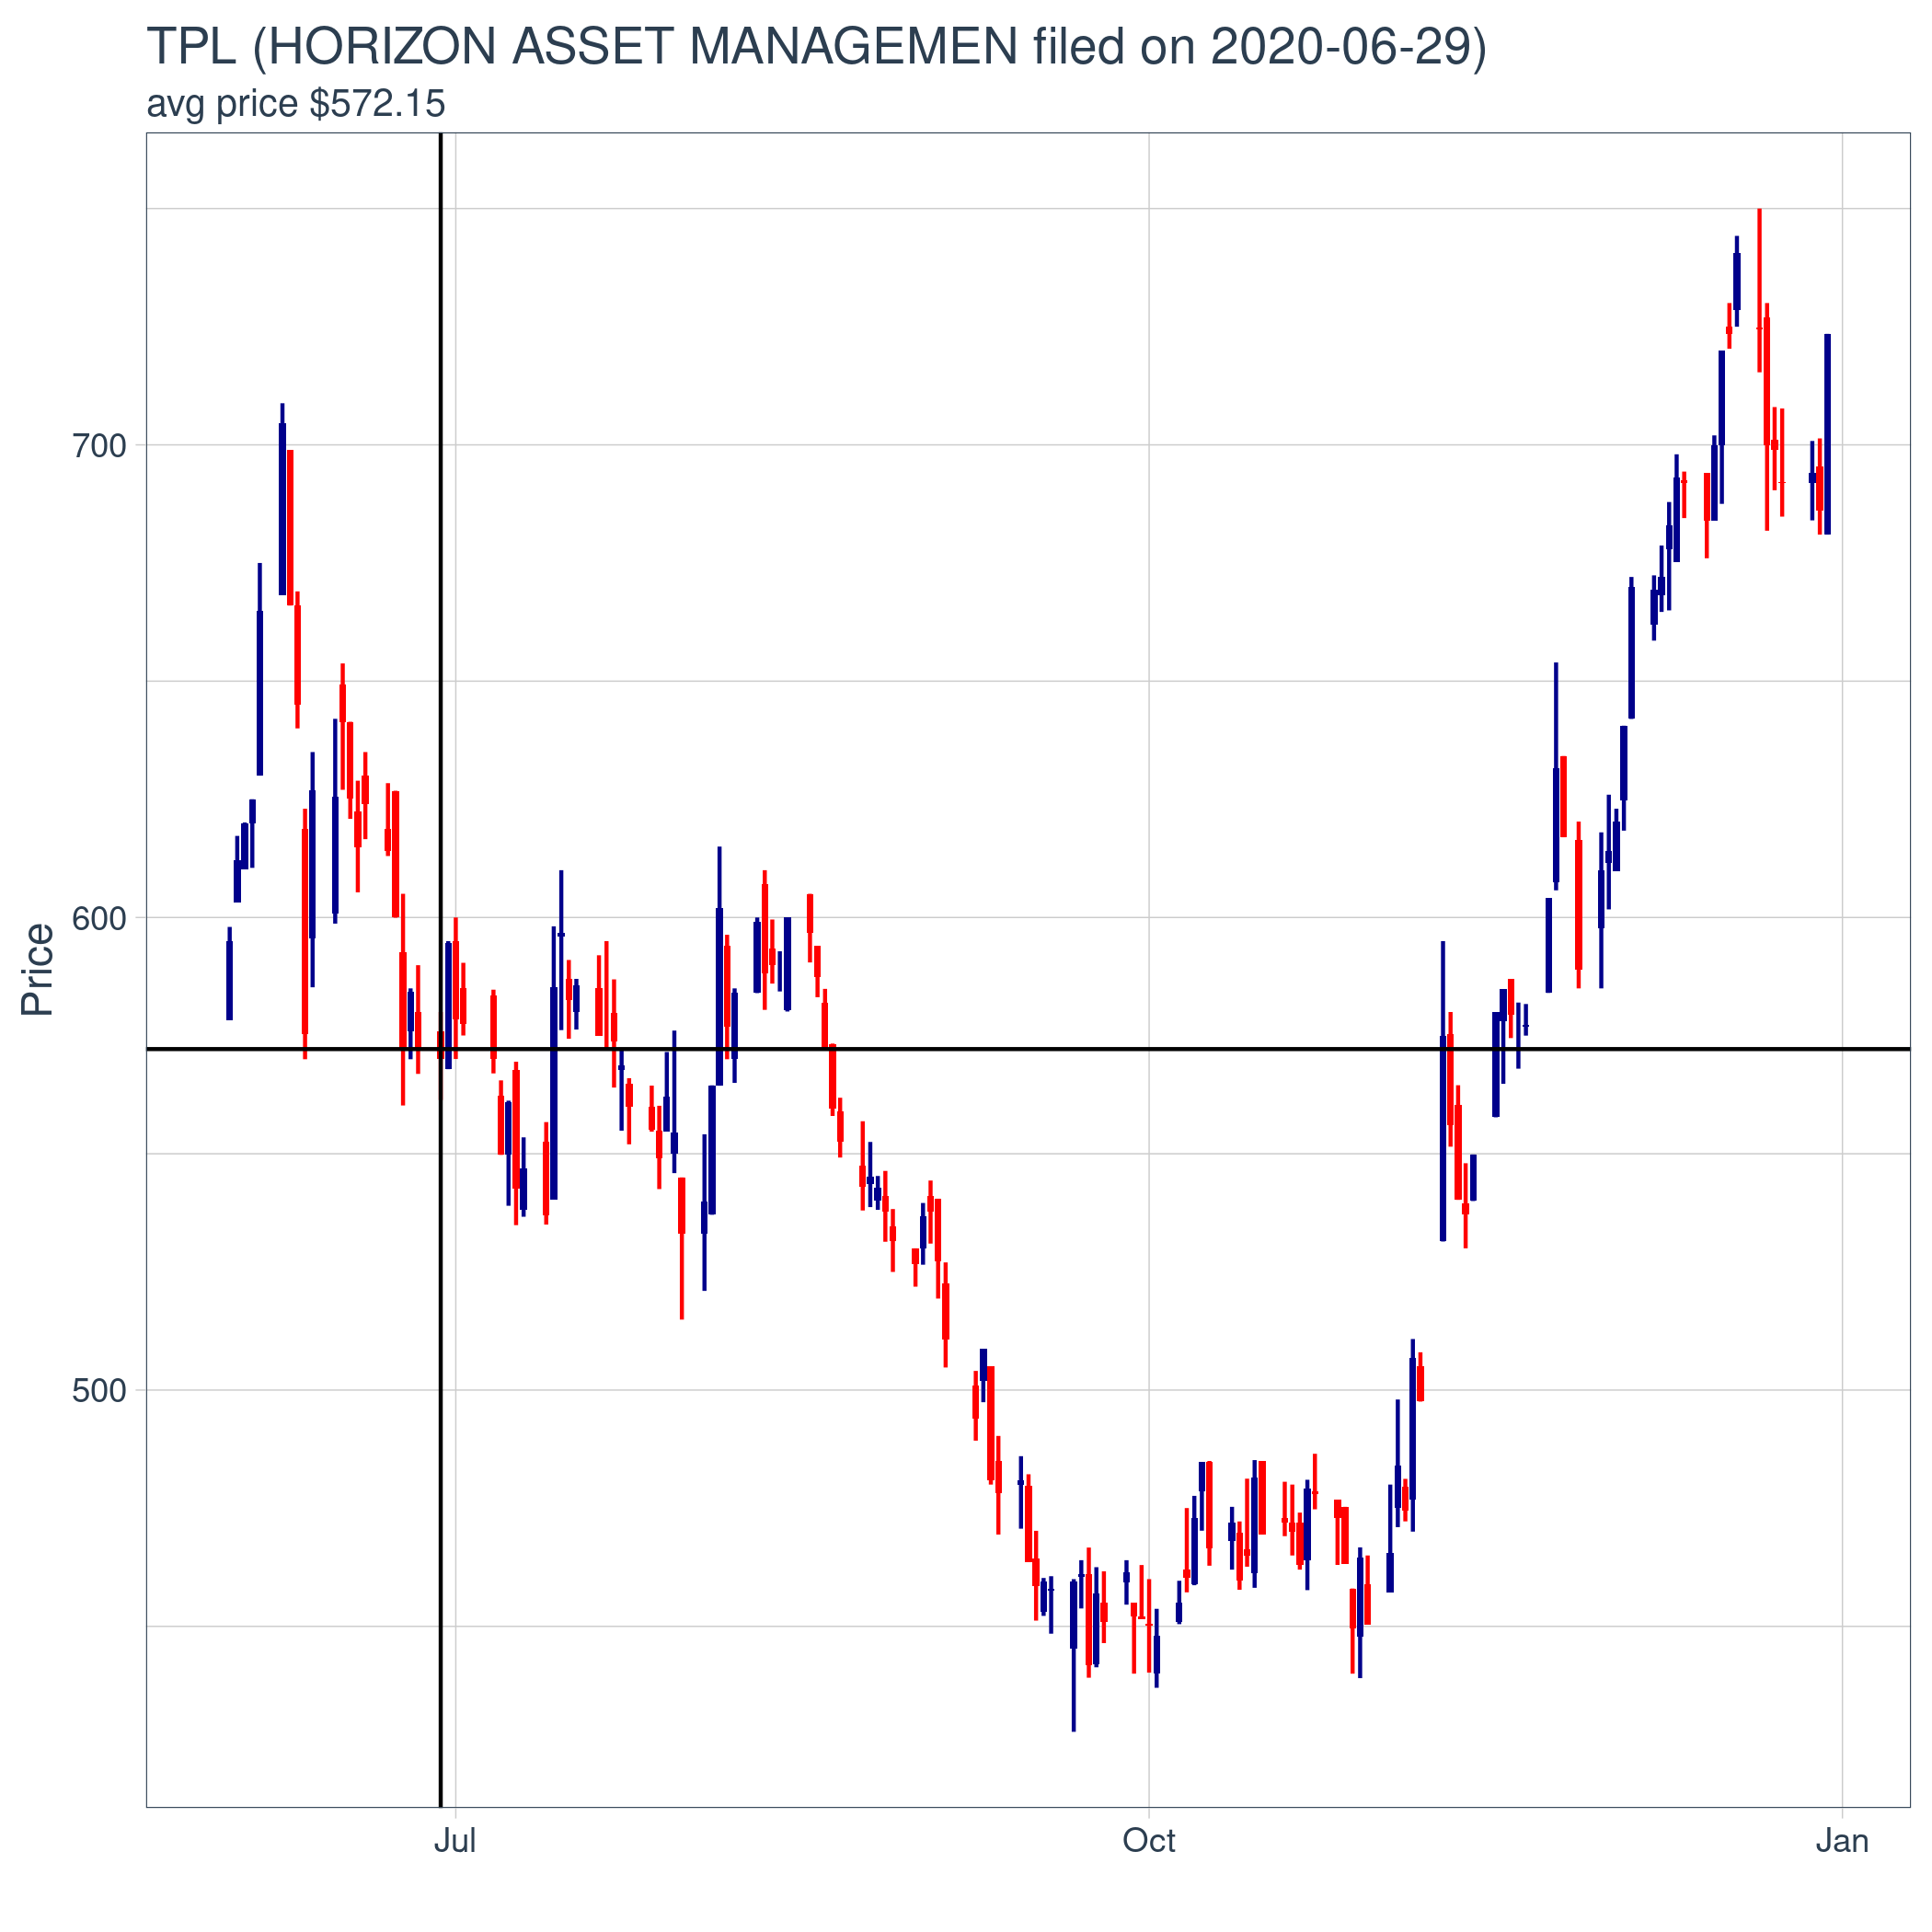 TPL (HORIZON ASSET MANAGEMEN filed on 2020-06-29)
avg price $572.15
Price
700
600
500
Jul Oct Jan